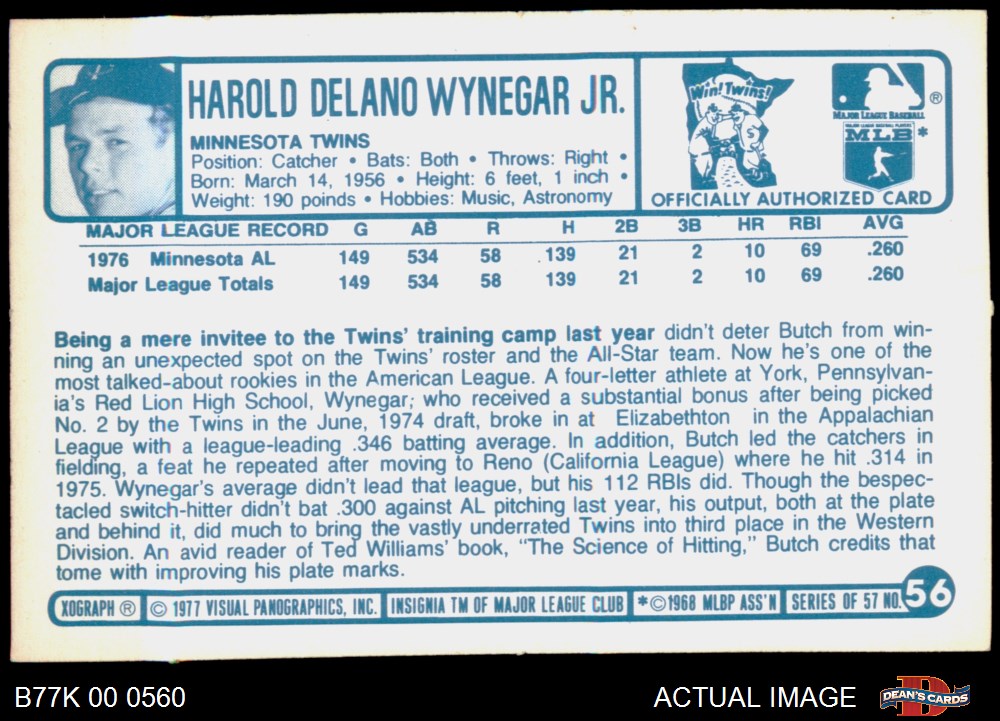 HAROLD DELANO WYNEGAR JR.
MINNESOTA TWINS
Position: Catcher • Bats: Both • Throws: Right •
Born: March 14, 1956 • Height: 6 feet, 1 inch •
Weight: 190 poinds • Hobbies: Music, Astronomy
Win! Twins!
®
MAJOR LEAGUE BASEBALL
MAJOR LEAGUE BASEBALL PLAYERS
MLB *
OFFICIALLY AUTHORIZED CARD
MAJOR LEAGUE RECORD G AB R H 2B 3B HR RBI AVG
1976 Minnesota AL 149 534 58 139 21 2 10 69 .260
Major League Totals 149 534 58 139 21 2 10 69 .260
Being a mere invitee to the Twins' training camp last year didn't deter Butch from win-
ning an unexpected spot on the Twins' roster and the All-Star team. Now he's one of the
most talked-about rookies in the American League. A four-letter athlete at York, Pennsylvan-
ia's Red Lion High School, Wynegar; who received a substantial bonus after being picked
No. 2 by the Twins in the June, 1974 draft, broke in at Elizabethton in the Appalachian
League with a league-leading .346 batting average. In addition, Butch led the catchers in
fielding, a feat he repeated after moving to Reno (California League) where he hit .314 in
1975. Wynegar's average didn't lead that league, but his 112 RBIs did. Though the bespec-
tacled switch-hitter didn't bat .300 against AL pitching last year, his output, both at the plate
and behind it, did much to bring the vastly underrated Twins into third place in the Western
Division. An avid reader of Ted Williams' book, "The Science of Hitting," Butch credits that
tome with improving his plate marks.
XOGRAPH ® © 1977 VISUAL PANOGRAPHICS, INC. INSIGNIA TM OF MAJOR LEAGUE CLUB *©1968 MLBP ASS'N SERIES OF 57 NO. 56
B77K 00 0560 ACTUAL IMAGE DEAN'S CARDS